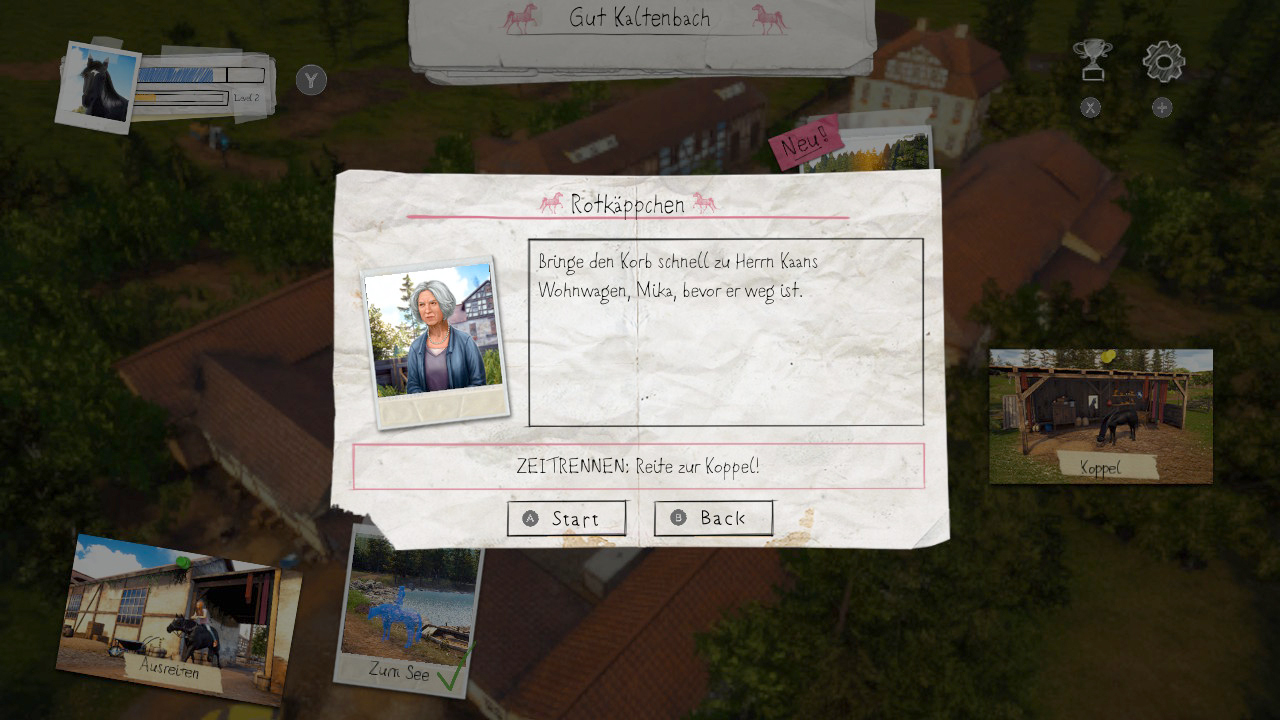 Gut Kaltenbach
Level 2
Y
X
+
Neu!
Rotkäppchen
Bringe den Korb schnell zu Herrn Kaans
Wohnwagen, Mika, bevor er weg ist.
ZEITRENNEN: Reite zur Koppel!
A Start
B Back
Koppel
Ausreiten
Zum See